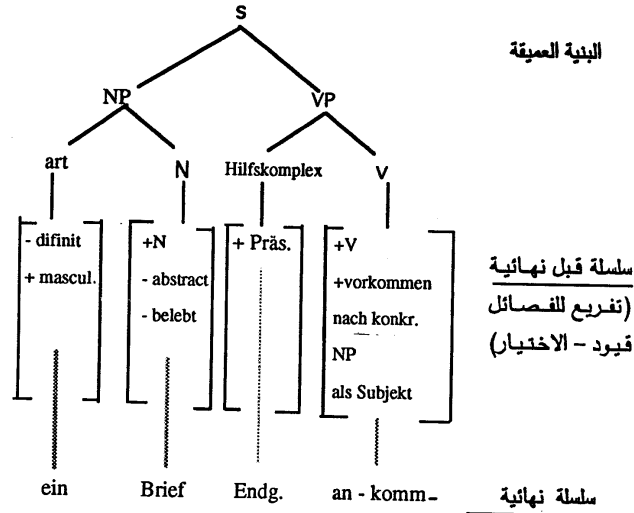 S
البنية العميقة
NP VP
art N Hilfskomplex V
- difinit +N + Präs. +V
+ mascul. - abstract +vorkommen سلسلة قبل نهائية
- belebt nach konkr. (تفريع للفصائل
NP قيود - الاختيار)
als Subjekt
ein Brief Endg. an - komm- سلسلة نهائية